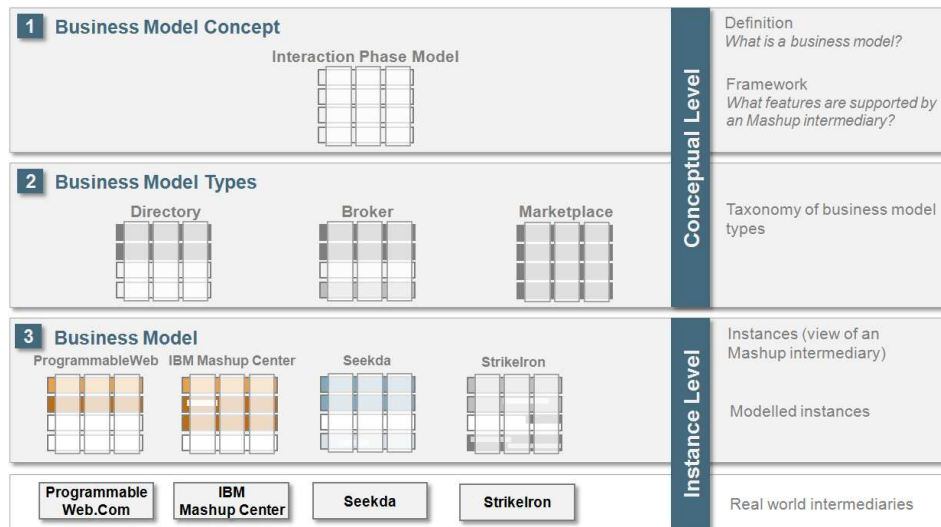 1 Business Model Concept
Interaction Phase Model
Definition
What is a business model?
Framework
What features are supported by
an Mashup intermediary?
Conceptual Level
2 Business Model Types
Directory Broker Marketplace
Taxonomy of business model
types
3 Business Model
ProgrammableWeb IBM Mashup Center Seekda StrikeIron
Instances (view of an
Mashup intermediary)
Modelled instances
Instance Level
Programmable
Web.Com
IBM
Mashup Center
Seekda
StrikeIron
Real world intermediaries